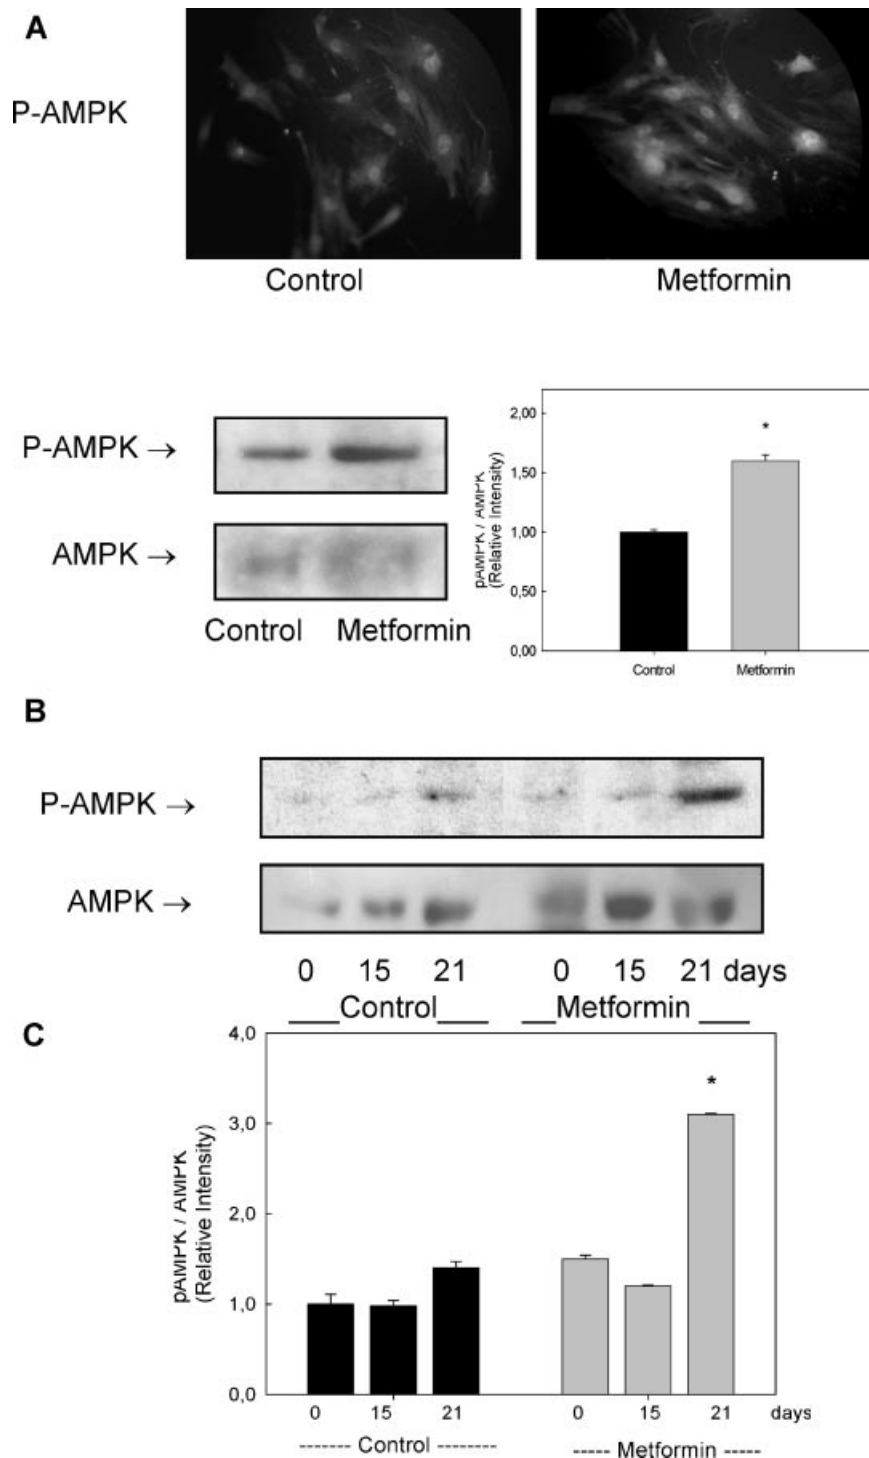 A
P-AMPK
Control Metformin
P-AMPK →
AMPK →
Control Metformin
pAMPK / AMPK
(Relative Intensity)
2,00
1,50
1,00
0,50
0,00
*
Control Metformin
B
P-AMPK →
AMPK →
0 15 21 0 15 21 days
Control Metformin
C
pAMPK / AMPK
(Relative Intensity)
4,0
3,0
2,0
1,0
0,0
*
0 15 21 0 15 21 days
------ Control ------ ----- Metformin -----